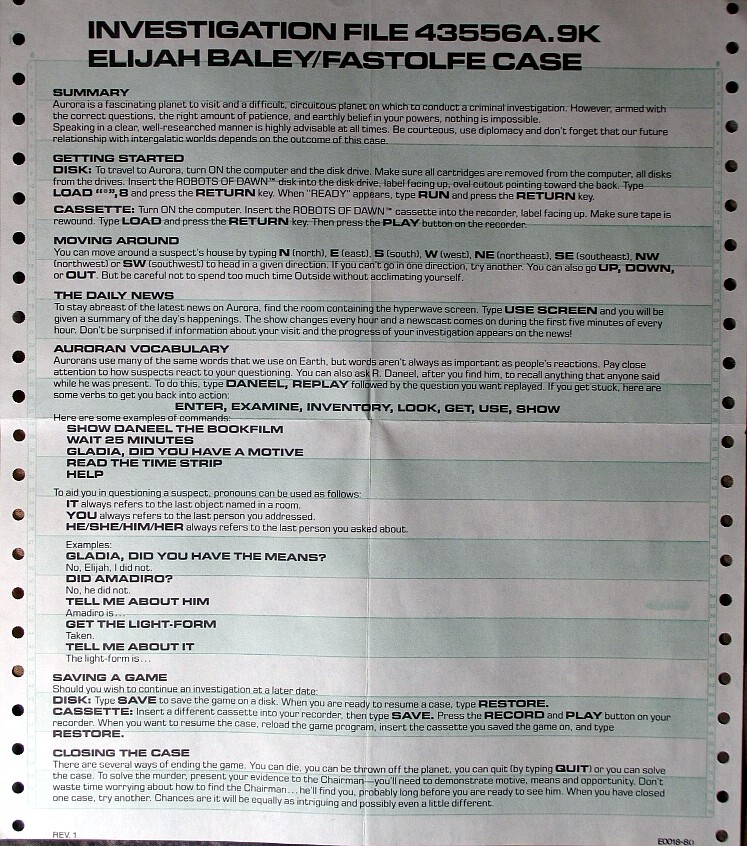 INVESTIGATION FILE 43556A.9K
ELIJAH BALEY/FASTOLFE CASE
SUMMARY
Aurora is a fascinating planet to visit and a difficult, circuitous planet on which to conduct a criminal investigation. However, armed with
the correct questions, the right amount of patience, and earthly belief in your powers, nothing is impossible.
Speaking in a clear, well-researched manner is highly advisable at all times. Be courteous, use diplomacy and don't forget that our future
relationship with intergalatic worlds depends on the outcome of this case.
GETTING STARTED
DISK: To travel to Aurora, turn ON the computer and the disk drive. Make sure all cartridges are removed from the computer, all disks
from the drives. Insert the ROBOTS OF DAWN™ disk into the disk drive, label facing up, oval cutout pointing toward the back. Type
LOAD "*",8 and press the RETURN key. When "READY" appears, type RUN and press the RETURN key.
CASSETTE: Turn ON the computer. Insert the ROBOTS OF DAWN™ cassette into the recorder, label facing up. Make sure tape is
rewound. Type LOAD and press the RETURN key. Then press the PLAY button on the recorder.
MOVING AROUND
You can move around a suspect's house by typing N (north), E (east), S (south), W (west), NE (northeast), SE (southeast), NW
(northwest) or SW (southwest) to head in a given direction. If you can't go in one direction, try another. You can also go UP, DOWN,
or OUT. But be careful not to spend too much time Outside without acclimating yourself.
THE DAILY NEWS
To stay abreast of the latest news on Aurora, find the room containing the hyperwave screen. Type USE SCREEN and you will be
given a summary of the day's happenings. The show changes every hour and a newscast comes on during the first five minutes of every
hour. Don't be surprised if information about your visit and the progress of your investigation appears on the news!
AURORAN VOCABULARY
Aurorans use many of the same words that we use on Earth, but words aren't always as important as people's reactions. Pay close
attention to how suspects react to your questioning. You can also ask R. Daneel, after you find him, to recall anything that anyone said
while he was present. To do this, type DANEEL, REPLAY followed by the question you want replayed. If you get stuck, here are
some verbs to get you back into action:
ENTER, EXAMINE, INVENTORY, LOOK, GET, USE, SHOW
Here are some examples of commands:
SHOW DANEEL THE BOOKFILM
WAIT 25 MINUTES
GLADIA, DID YOU HAVE A MOTIVE
READ THE TIME STRIP
HELP
To aid you in questioning a suspect, pronouns can be used as follows:
IT always refers to the last object named in a room.
YOU always refers to the last person you addressed.
HE/SHE/HIM/HER always refers to the last person you asked about.
Examples:
GLADIA, DID YOU HAVE THE MEANS?
No, Elijah, I did not.
DID AMADIRO?
No, he did not.
TELL ME ABOUT HIM
Amadiro is...
GET THE LIGHT-FORM
Taken.
TELL ME ABOUT IT
The light-form is...
SAVING A GAME
Should you wish to continue an investigation at a later date:
DISK: Type SAVE to save the game on a disk. When you are ready to resume a case, type RESTORE.
CASSETTE: Insert a different cassette into your recorder, then type SAVE. Press the RECORD and PLAY button on your
recorder. When you want to resume the case, reload the game program, insert the cassette you saved the game on, and type
RESTORE.
CLOSING THE CASE
There are several ways of ending the game. You can die, you can be thrown off the planet, you can quit (by typing QUIT) or you can solve
the case. To solve the murder, present your evidence to the Chairman—you'll need to demonstrate motive, means and opportunity. Don't
waste time worrying about how to find the Chairman...he'll find you, probably long before you are ready to see him. When you have closed
one case, try another. Chances are it will be equally as intriguing and possibly even a little different.
REV. 1
E0018-80